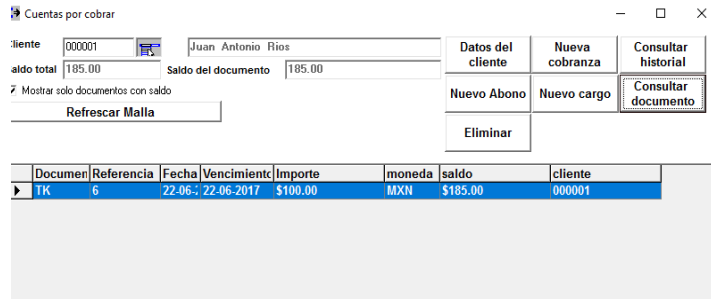 Cuentas por cobrar
cliente 000001 Juan Antonio Rios
saldo total 185.00 Saldo del documento 185.00
Mostrar solo documentos con saldo
Refrescar Malla
Datos del cliente
Nueva cobranza
Consultar historial
Nuevo Abono
Nuevo cargo
Consultar documento
Eliminar
Documen Referencia Fecha Vencimiento Importe moneda saldo cliente
TK 6 22-06-2 22-06-2017 $100.00 MXN $185.00 000001